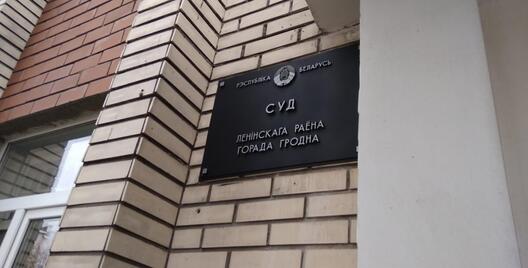 РЭСПУБЛІКА БЕЛАРУСЬ
СУД
ЛЕНІНСКАГА РАЁНА
ГОРАДА ГРОДНА